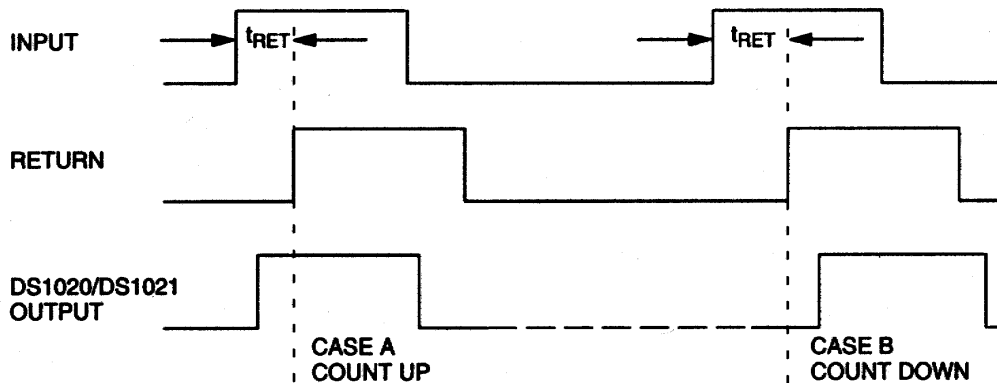 INPUT
tRET
tRET
RETURN
DS1020/DS1021
OUTPUT
CASE A
COUNT UP
CASE B
COUNT DOWN